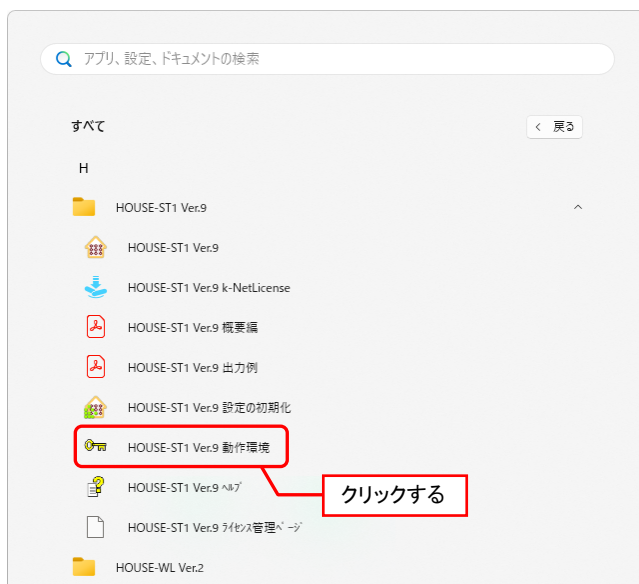 アプリ、設定、ドキュメントの検索
すべて
戻る
H
HOUSE-ST1 Ver.9
HOUSE-ST1 Ver.9
HOUSE-ST1 Ver.9 k-NetLicense
HOUSE-ST1 Ver.9 概要編
HOUSE-ST1 Ver.9 出力例
HOUSE-ST1 Ver.9 設定の初期化
HOUSE-ST1 Ver.9 動作環境
HOUSE-ST1 Ver.9 ﾍﾙﾌﾟ
クリックする
HOUSE-ST1 Ver.9 ﾗｲｾﾝｽ管理ﾍﾟｰｼﾞ
HOUSE-WL Ver.2